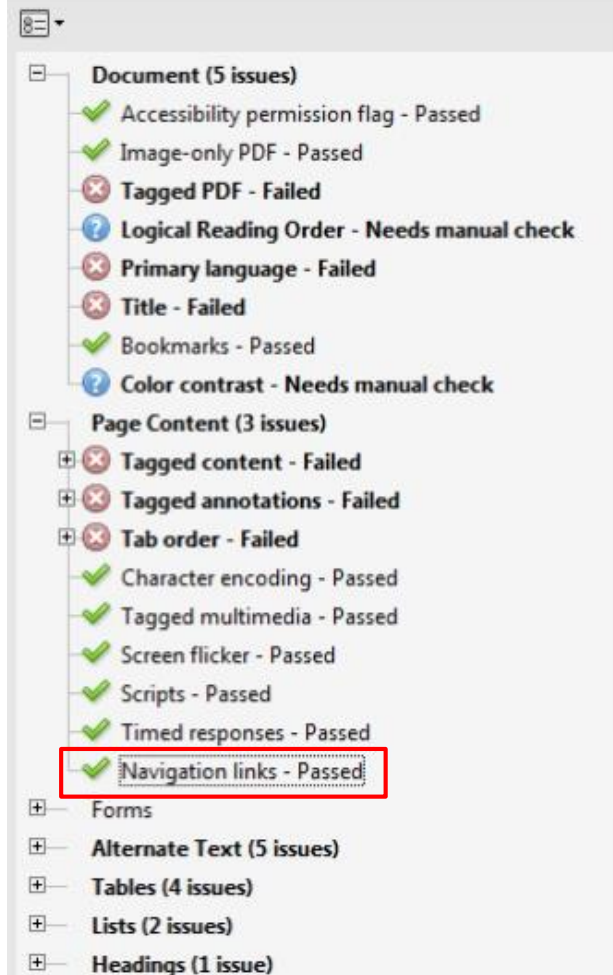 Document (5 issues)
Accessibility permission flag - Passed
Image-only PDF - Passed
Tagged PDF - Failed
Logical Reading Order - Needs manual check
Primary language - Failed
Title - Failed
Bookmarks - Passed
Color contrast - Needs manual check
Page Content (3 issues)
Tagged content - Failed
Tagged annotations - Failed
Tab order - Failed
Character encoding - Passed
Tagged multimedia - Passed
Screen flicker - Passed
Scripts - Passed
Timed responses - Passed
Navigation links - Passed
Forms
Alternate Text (5 issues)
Tables (4 issues)
Lists (2 issues)
Headings (1 issue)